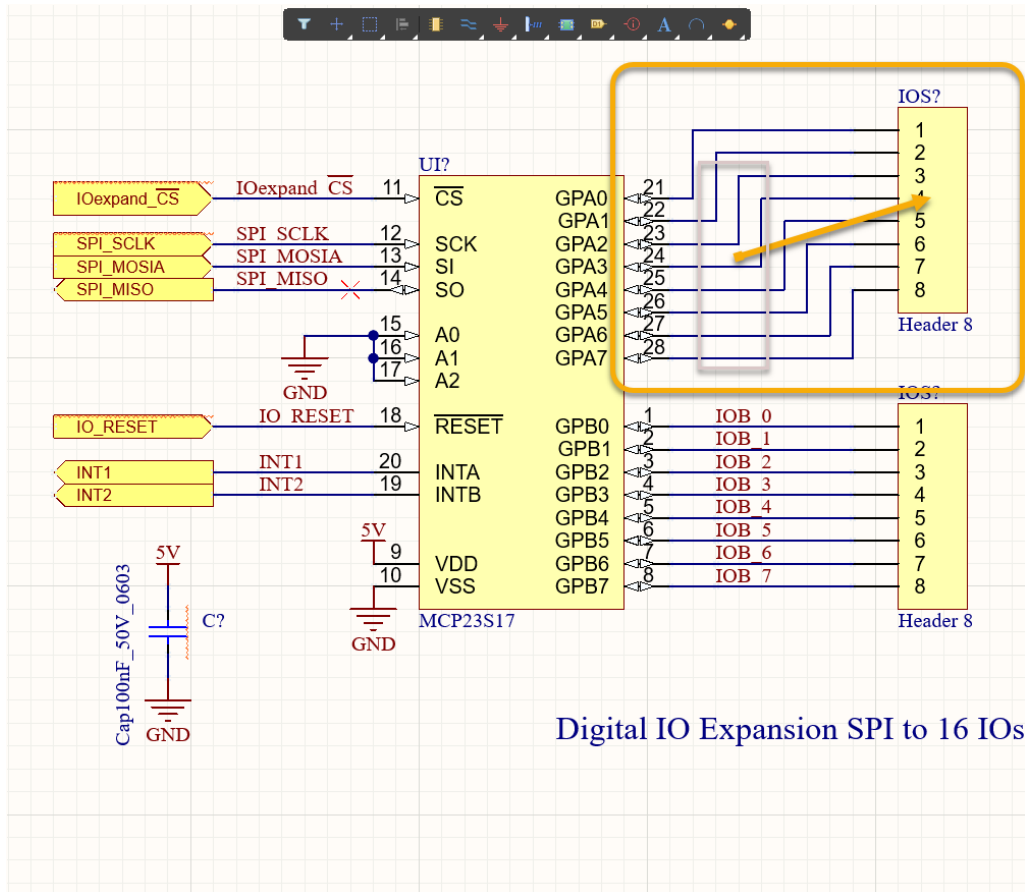 IOS?
1
2
3
4
5
6
7
8
Header 8
UI?
IOexpand_CS
IOexpand_CS
11
CS
SPI_SCLK
SPI_SCLK
12
SCK
SPI_MOSIA
SPI_MOSIA
13
SI
SPI_MISO
SPI_MISO
14
SO
15
A0
16
A1
17
A2
GND
IO_RESET
IO_RESET
18
RESET
INT1
INT1
20
INTA
INT2
INT2
19
INTB
5V
9
VDD
10
VSS
GND
GPA0
21
GPA1
22
GPA2
23
GPA3
24
GPA4
25
GPA5
26
GPA6
27
GPA7
28
GPB0
1
IOB_0
GPB1
2
IOB_1
GPB2
3
IOB_2
GPB3
4
IOB_3
GPB4
5
IOB_4
GPB5
6
IOB_5
GPB6
7
IOB_6
GPB7
8
IOB_7
MCP23S17
IOS?
1
2
3
4
5
6
7
8
Header 8
5V
Cap100nF_50V_0603
C?
GND
Digital IO Expansion SPI to 16 IOs